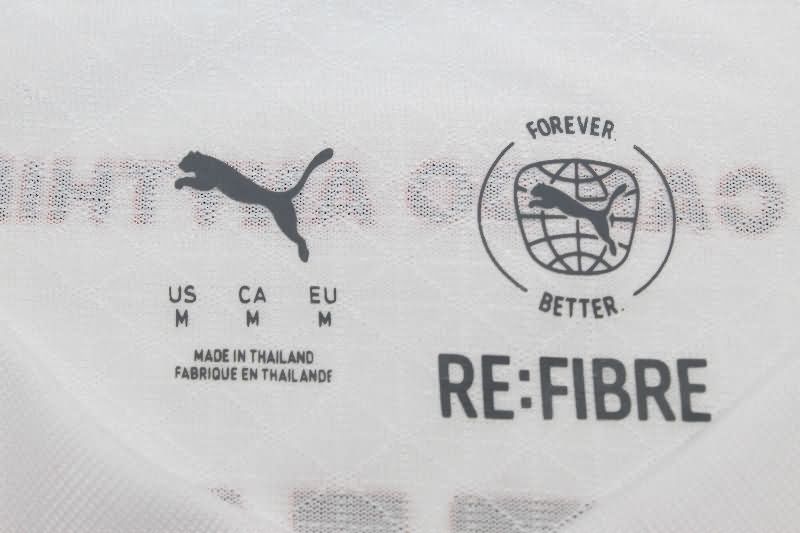 US CA EU
M M M
MADE IN THAILAND
FABRIQUE EN THAILANDE
FOREVER.
BETTER.
RE:FIBRE